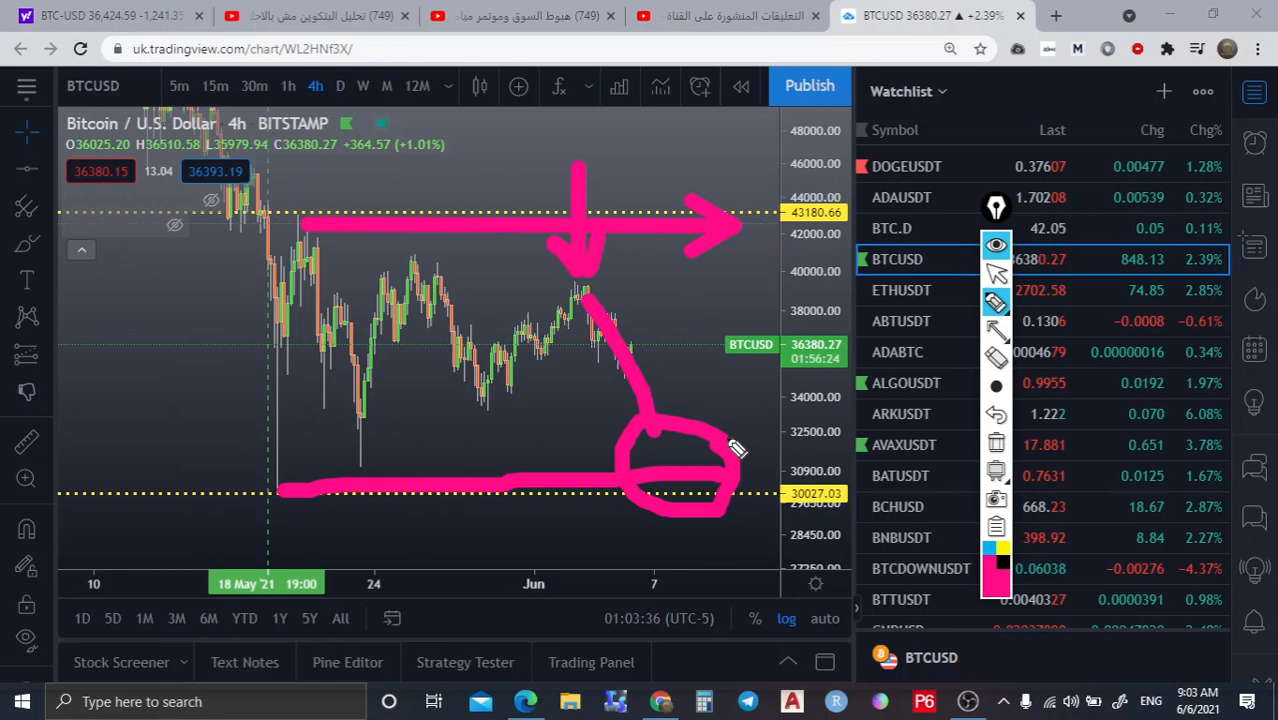 BTC-USD 36,424.59 -1,241.35
(749) تحليل البتكوين مش بالاحلا
(749) هبوط السوق وموتمر ميام
التعليقات المنشورة على القناة
BTCUSD 36380.27 ▲ +2.39%
uk.tradingview.com/chart/WL2HNf3X/
BTCUSD 5m 15m 30m 1h 4h D W M 12M Publish
Bitcoin / U.S. Dollar 4h BITSTAMP
O36025.20 H36510.58 L35979.94 C36380.27 +364.57 (+1.01%)
36380.15 13.04 36393.19
48000.00
46000.00
44000.00
43180.66
42000.00
40000.00
38000.00
BTCUSD 36380.27
01:56:24
34000.00
32500.00
30900.00
30027.03
28450.00
10 18 May '21 19:00 24 Jun 7
1D 5D 1M 3M 6M YTD 1Y 5Y All 01:03:36 (UTC-5) % log auto
Stock Screener Text Notes Pine Editor Strategy Tester Trading Panel
Watchlist
Symbol Last Chg Chg%
DOGEUSDT 0.37607 0.00477 1.28%
ADAUSDT 1.70208 0.00539 0.32%
BTC.D 42.05 0.05 0.11%
BTCUSD 848.13 2.39%
ETHUSDT 2702.58 74.85 2.85%
ABTUSDT 0.1306 -0.0008 -0.61%
ADABTC 0.00000016 0.34%
ALGOUSDT 0.9955 0.0192 1.97%
ARKUSDT 1.222 0.070 6.08%
AVAXUSDT 17.881 0.651 3.78%
BATUSDT 0.7631 0.0171 2.29%
BCHUSD 668.23 18.67 2.87%
BNBUSDT 398.92 8.84 2.27%
BTCDOWNUSDT 0.06038 -0.00276 -4.37%
BTTUSDT 0.0040327 0.0000391 0.98%
BTCUSD
Type here to search
P6
ENG
9:03 AM
6/6/2021